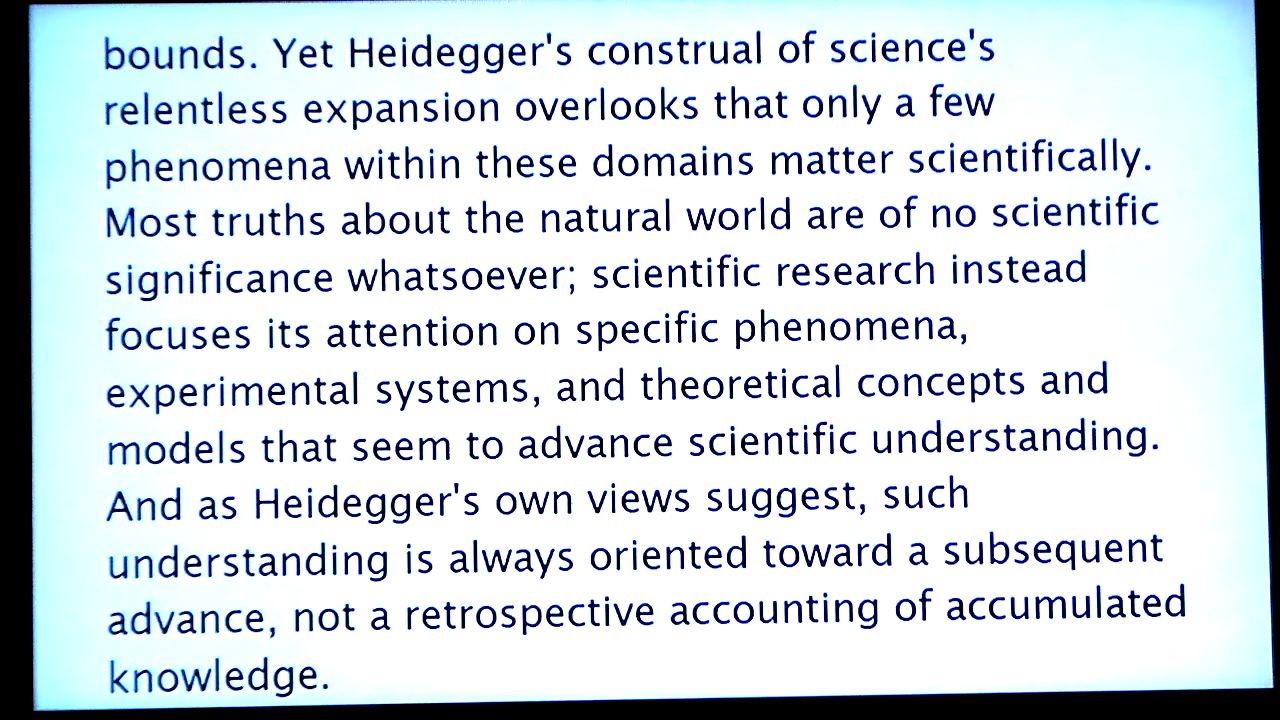 bounds. Yet Heidegger's construal of science's
relentless expansion overlooks that only a few
phenomena within these domains matter scientifically.
Most truths about the natural world are of no scientific
significance whatsoever; scientific research instead
focuses its attention on specific phenomena,
experimental systems, and theoretical concepts and
models that seem to advance scientific understanding.
And as Heidegger's own views suggest, such
understanding is always oriented toward a subsequent
advance, not a retrospective accounting of accumulated
knowledge.